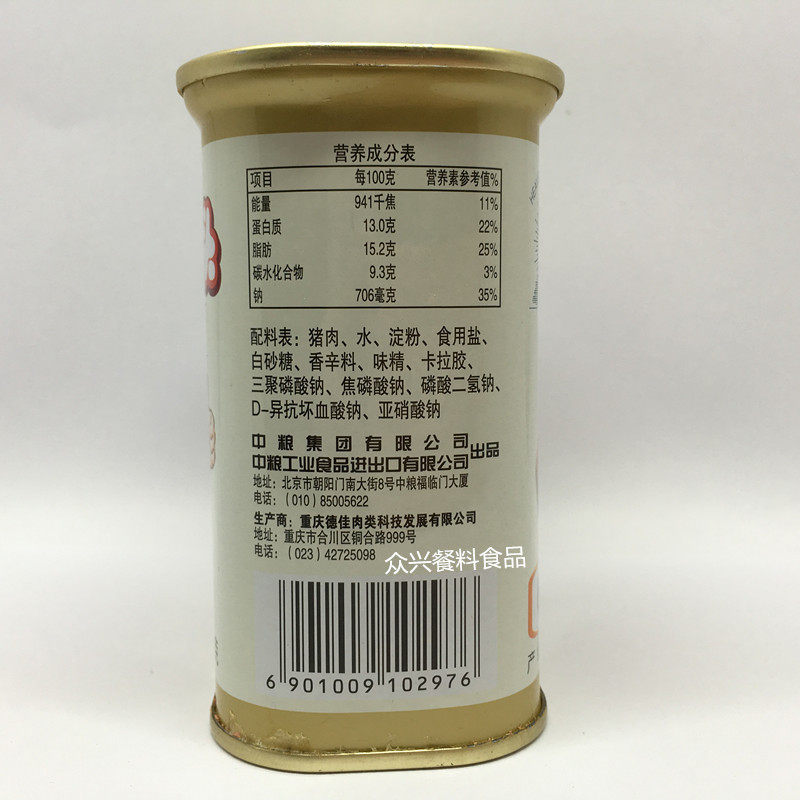 营养成分表
项目 每100克 营养素参考值%
能量 941千焦 11%
蛋白质 13.0克 22%
脂肪 15.2克 25%
碳水化合物 9.3克 3%
钠 706毫克 35%
配料表：猪肉、水、淀粉、食用盐、
白砂糖、香辛料、味精、卡拉胶、
三聚磷酸钠、焦磷酸钠、磷酸二氢钠、
D-异抗坏血酸钠、亚硝酸钠
中粮集团有限公司
中粮工业食品进出口有限公司 出品
地址：北京市朝阳门南大街8号中粮福临门大厦
电话：（010）85005622
生产商：重庆德佳肉类科技发展有限公司
地址：重庆市合川区铜合路999号
电话：（023）42725098
众兴餐料食品
6 901009 102976
产